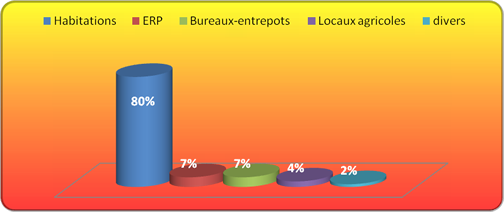 Habitations ERP Bureaux-entrepots Locaux agricoles divers
80%
7% 7% 4% 2%